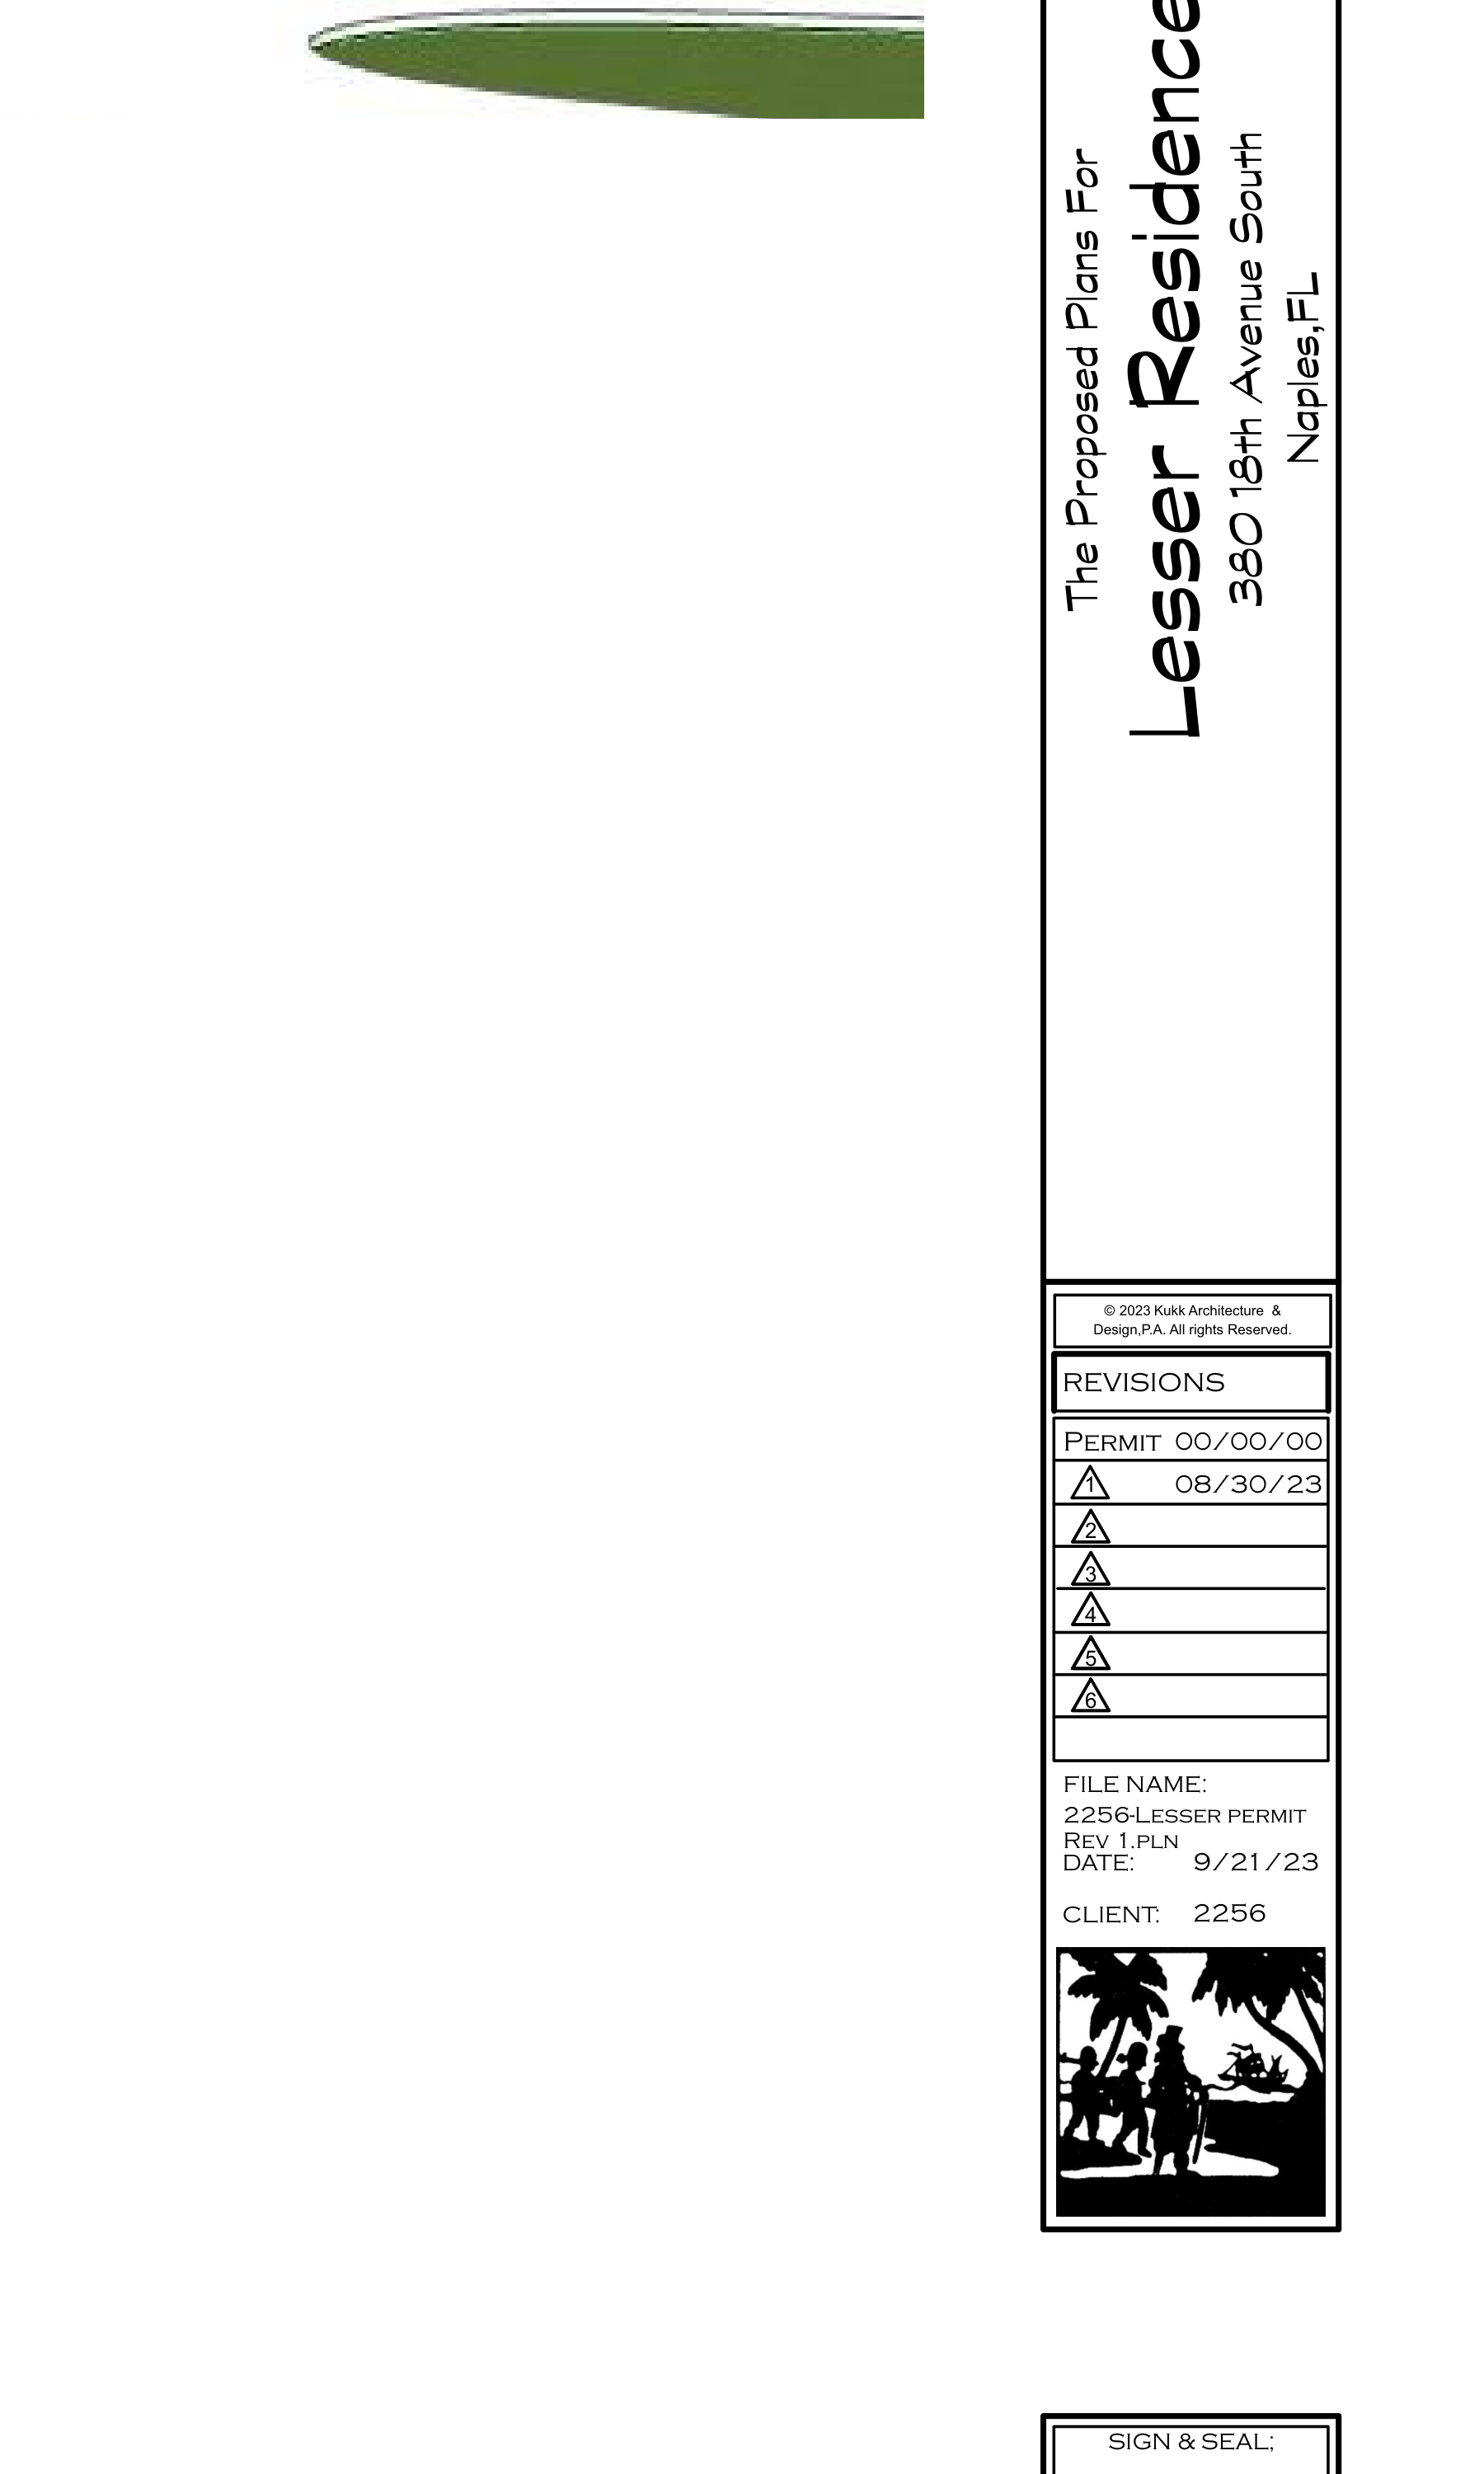 The Proposed Plans For
Lesser Residence
380 18th Avenue South
Naples,FL
© 2023 Kukk Architecture &
Design,P.A. All rights Reserved.
REVISIONS
PERMIT 00/00/00
1 08/30/23
2
3
4
5
6
FILE NAME:
2256-LESSER PERMIT
REV 1.PLN
DATE: 9/21/23
CLIENT: 2256
SIGN & SEAL;